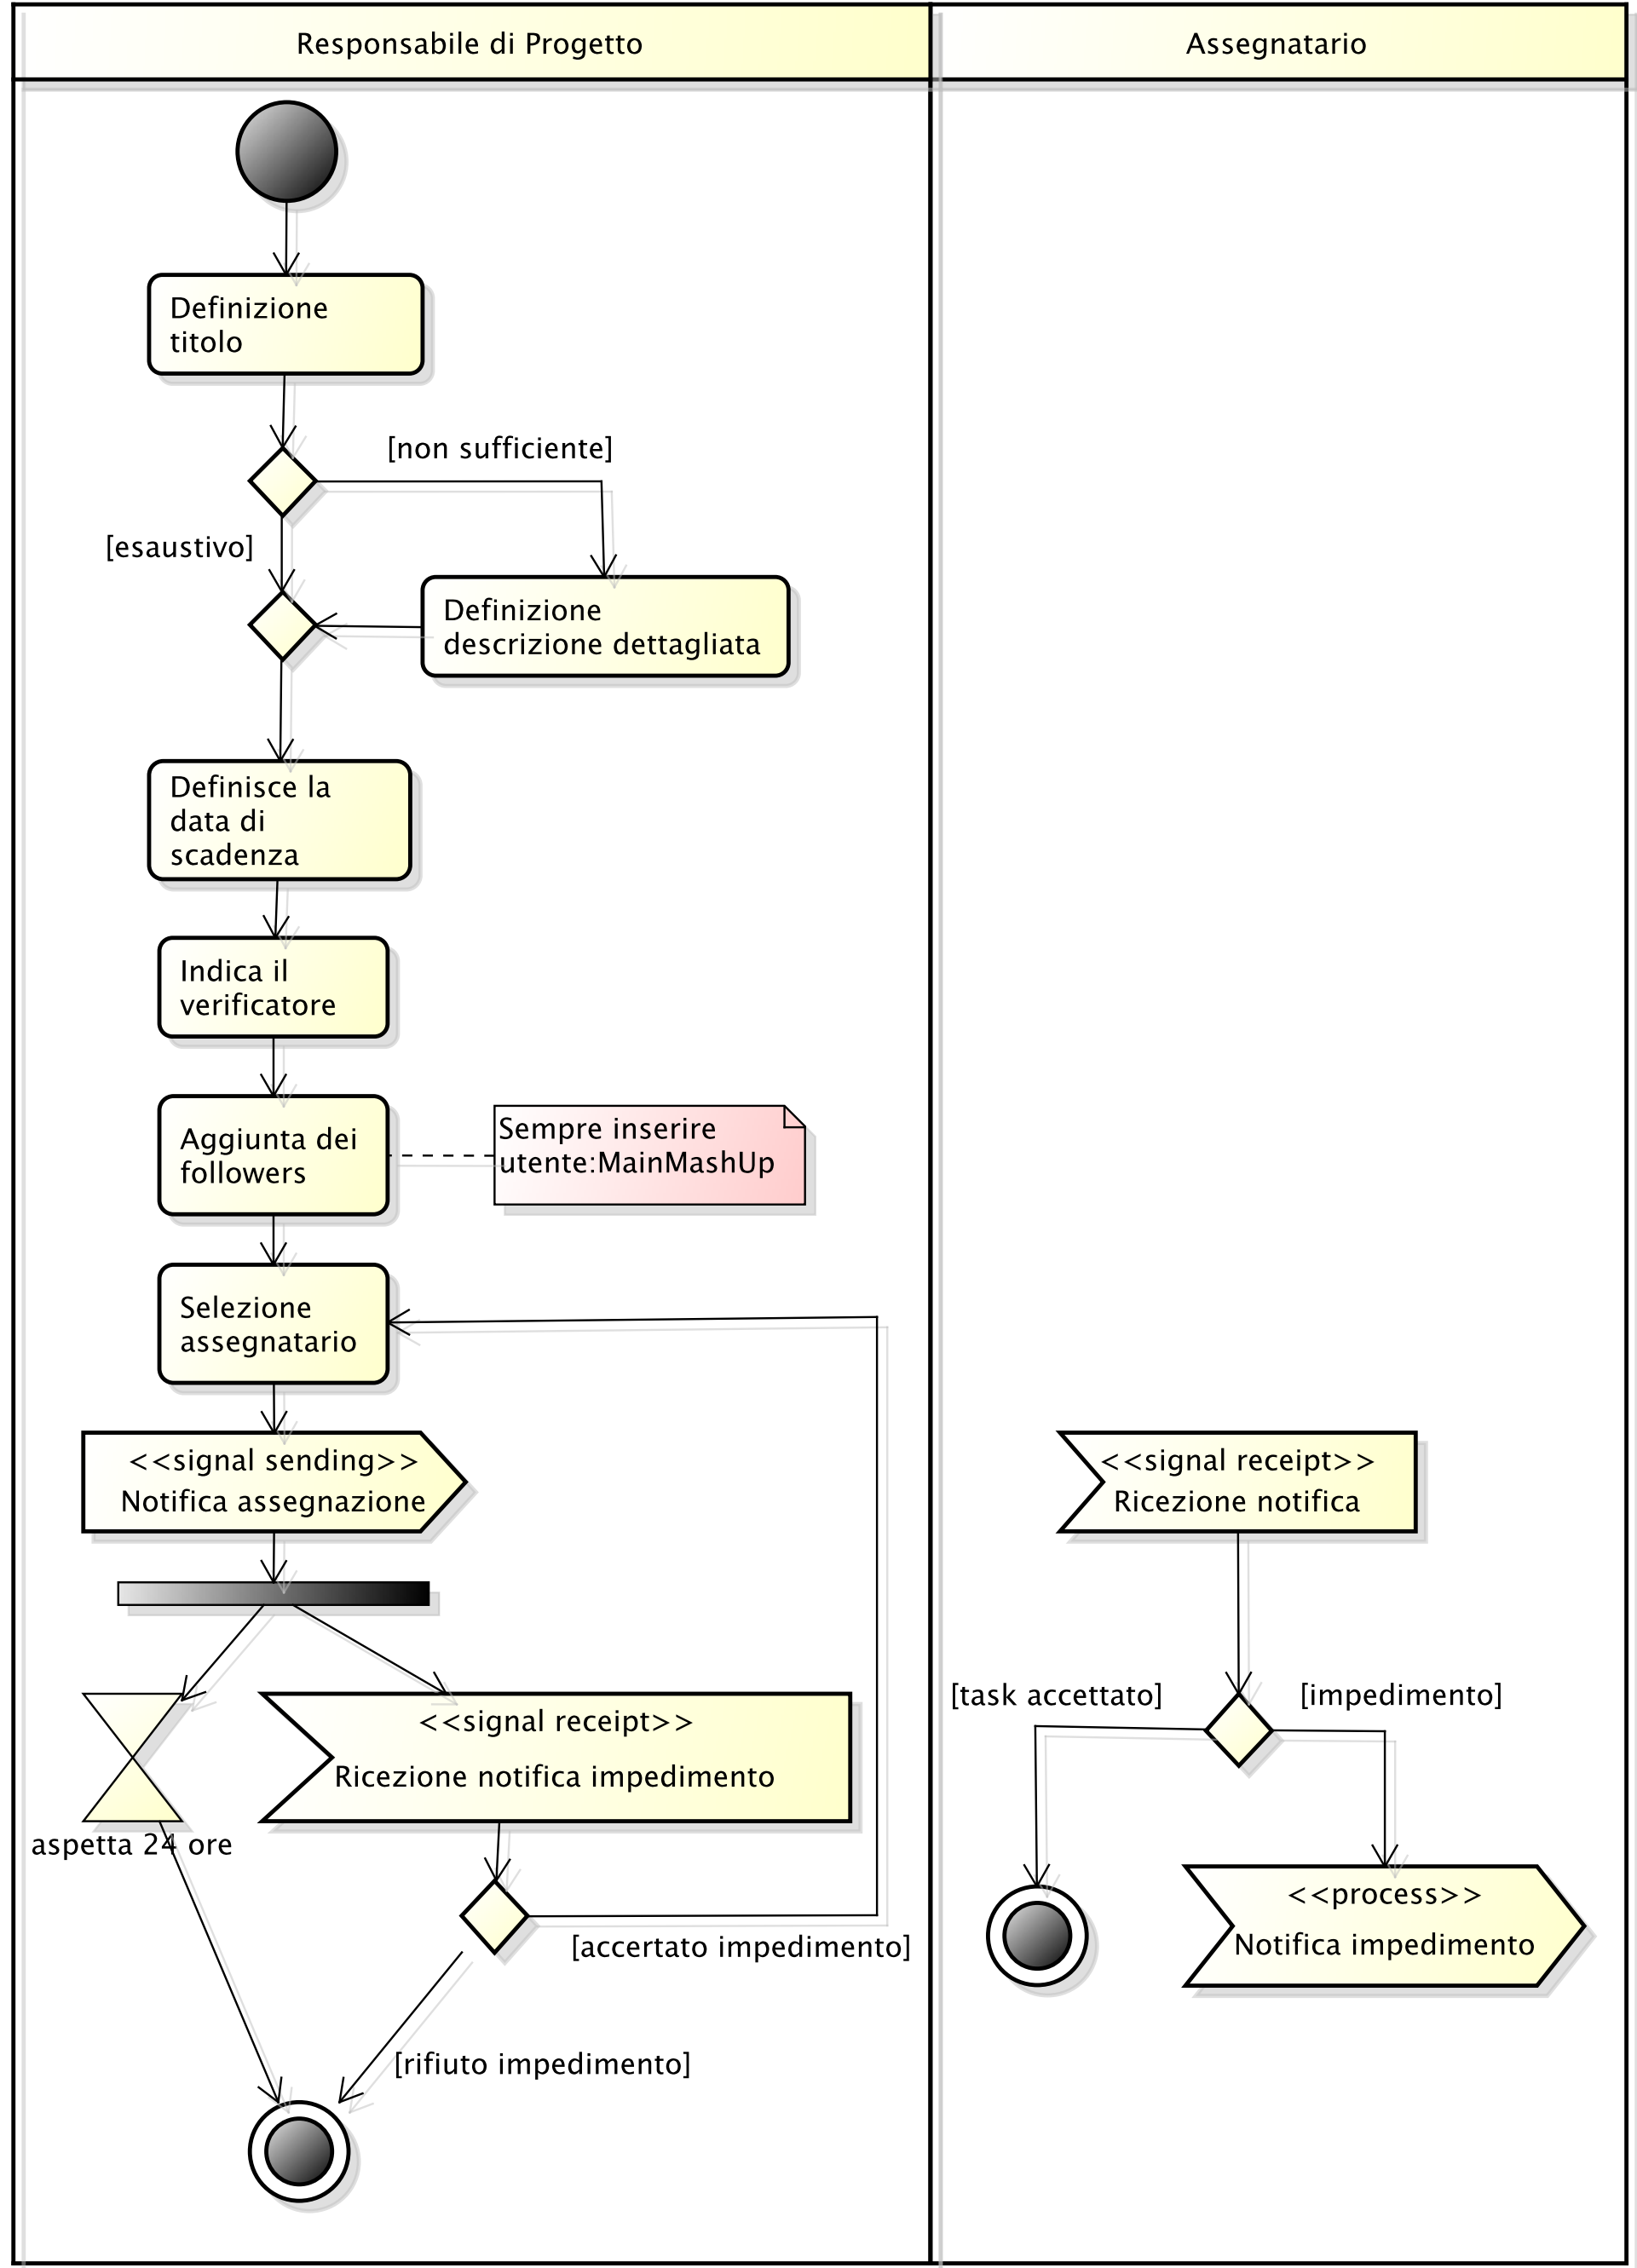 Responsabile di Progetto
Assegnatario
Definizione
titolo
[non sufficiente]
[esaustivo]
Definizione
descrizione dettagliata
Definisce la
data di
scadenza
Indica il
verificatore
Aggiunta dei
followers
Sempre inserire
utente:MainMashUp
Selezione
assegnatario
<<signal sending>>
Notifica assegnazione
<<signal receipt>>
Ricezione notifica
[task accettato]
[impedimento]
<<signal receipt>>
Ricezione notifica impedimento
aspetta 24 ore
<<process>>
Notifica impedimento
[accertato impedimento]
[rifiuto impedimento]